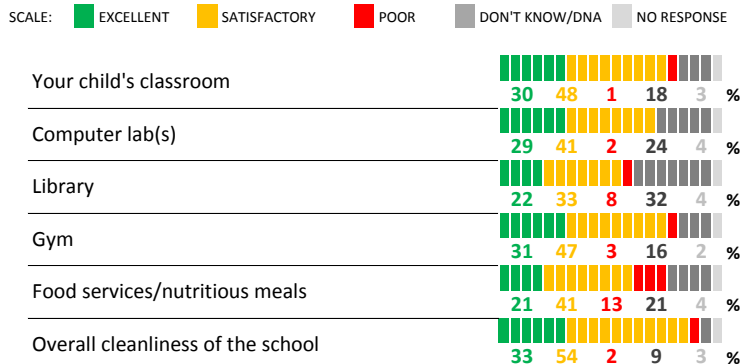 SCALE: EXCELLENT SATISFACTORY POOR DON'T KNOW/DNA NO RESPONSE
Your child's classroom
30 48 1 18 3 %
Computer lab(s)
29 41 2 24 4 %
Library
22 33 8 32 4 %
Gym
31 47 3 16 2 %
Food services/nutritious meals
21 41 13 21 4 %
Overall cleanliness of the school
33 54 2 9 3 %